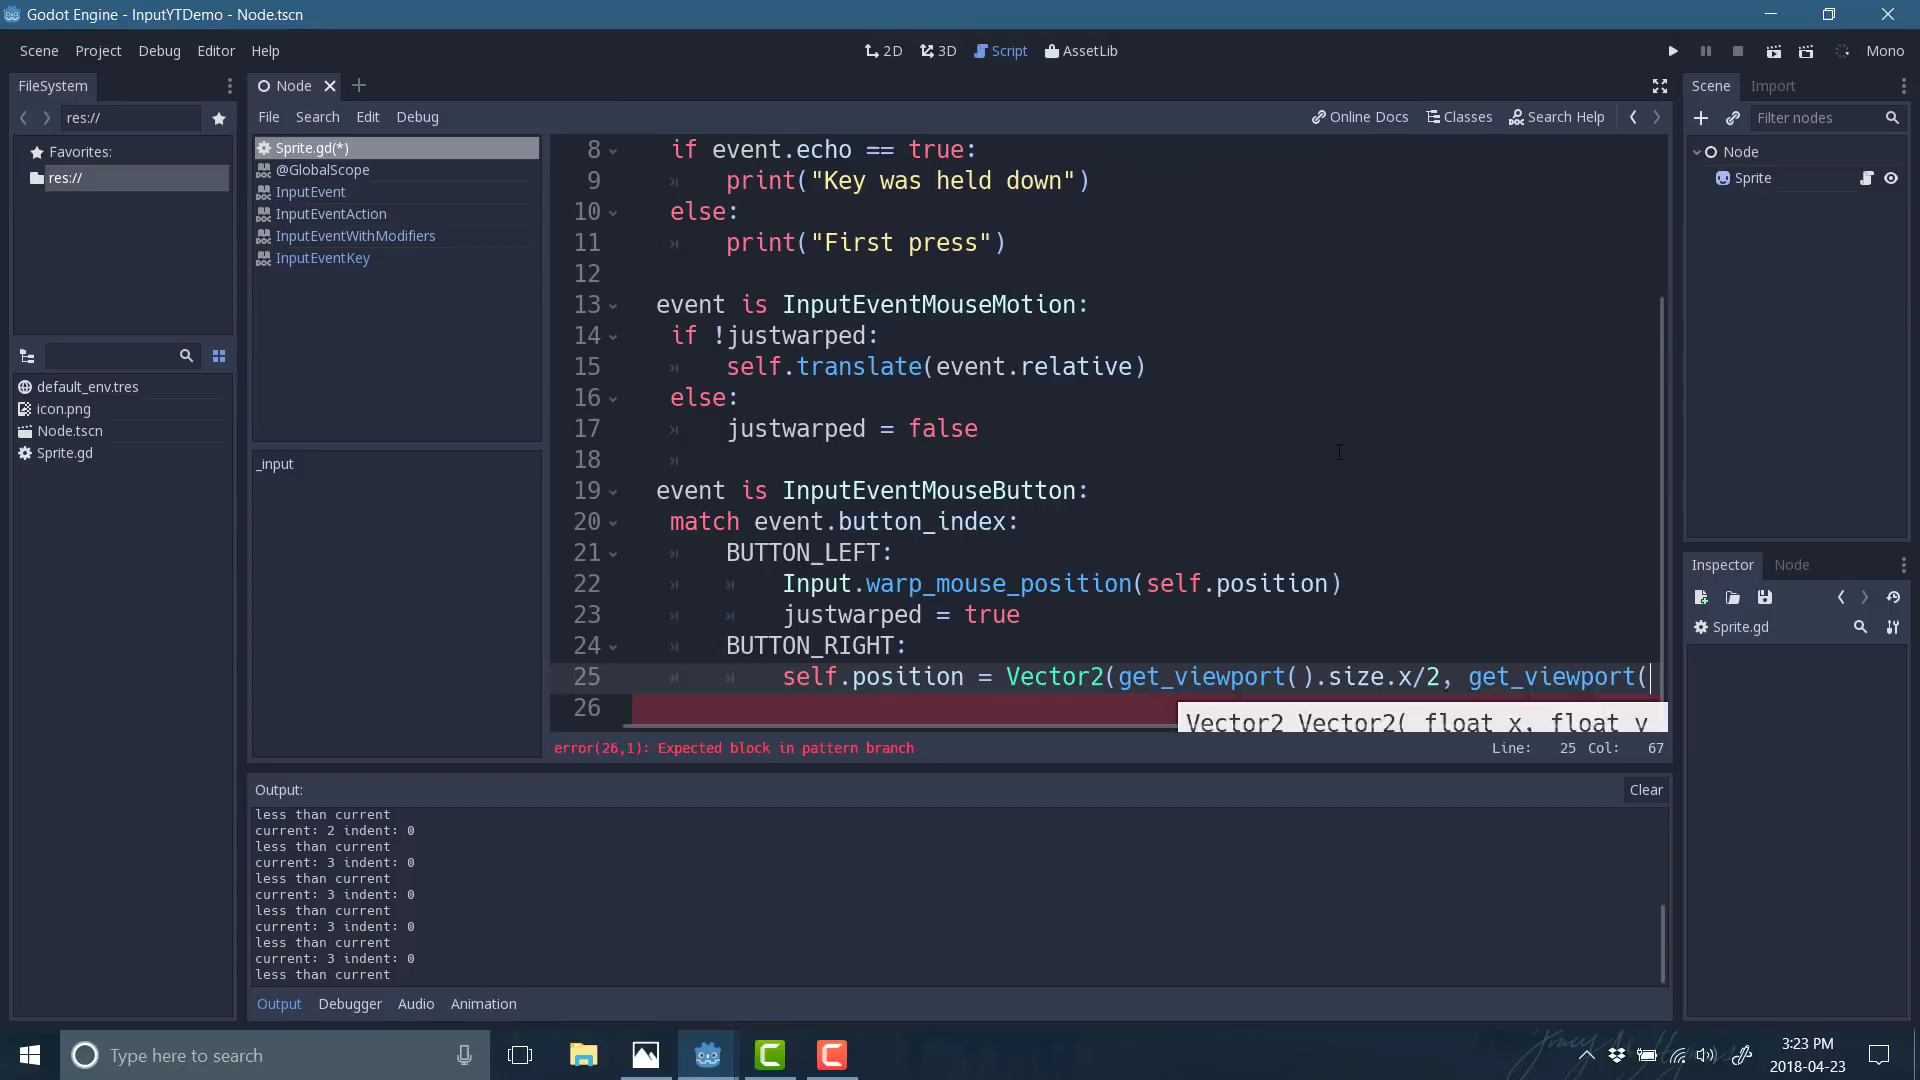 Godot Engine - InputYTDemo - Node.tscn
Scene Project Debug Editor Help
2D 3D Script AssetLib
Mono
FileSystem
res://
Favorites:
res://
default_env.tres
icon.png
Node.tscn
Sprite.gd
Node
File Search Edit Debug
Online Docs Classes Search Help
Sprite.gd(*)
@GlobalScope
InputEvent
InputEventAction
InputEventWithModifiers
InputEventKey
_input
8 if event.echo == true:
9 print("Key was held down")
10 else:
11 print("First press")
12
13 event is InputEventMouseMotion:
14 if !justwarped:
15 self.translate(event.relative)
16 else:
17 justwarped = false
18
19 event is InputEventMouseButton:
20 match event.button_index:
21 BUTTON_LEFT:
22 Input.warp_mouse_position(self.position)
23 justwarped = true
24 BUTTON_RIGHT:
25 self.position = Vector2(get_viewport().size.x/2, get_viewport(
26
Vector2 Vector2( float x, float y
error(26,1): Expected block in pattern branch
Line: 25 Col: 67
Output:
Clear
less than current
current: 2 indent: 0
less than current
current: 3 indent: 0
less than current
current: 3 indent: 0
less than current
current: 3 indent: 0
less than current
current: 3 indent: 0
less than current
Output Debugger Audio Animation
Scene Import
Filter nodes
Node
Sprite
Inspector Node
Sprite.gd
Type here to search
3:23 PM
2018-04-23